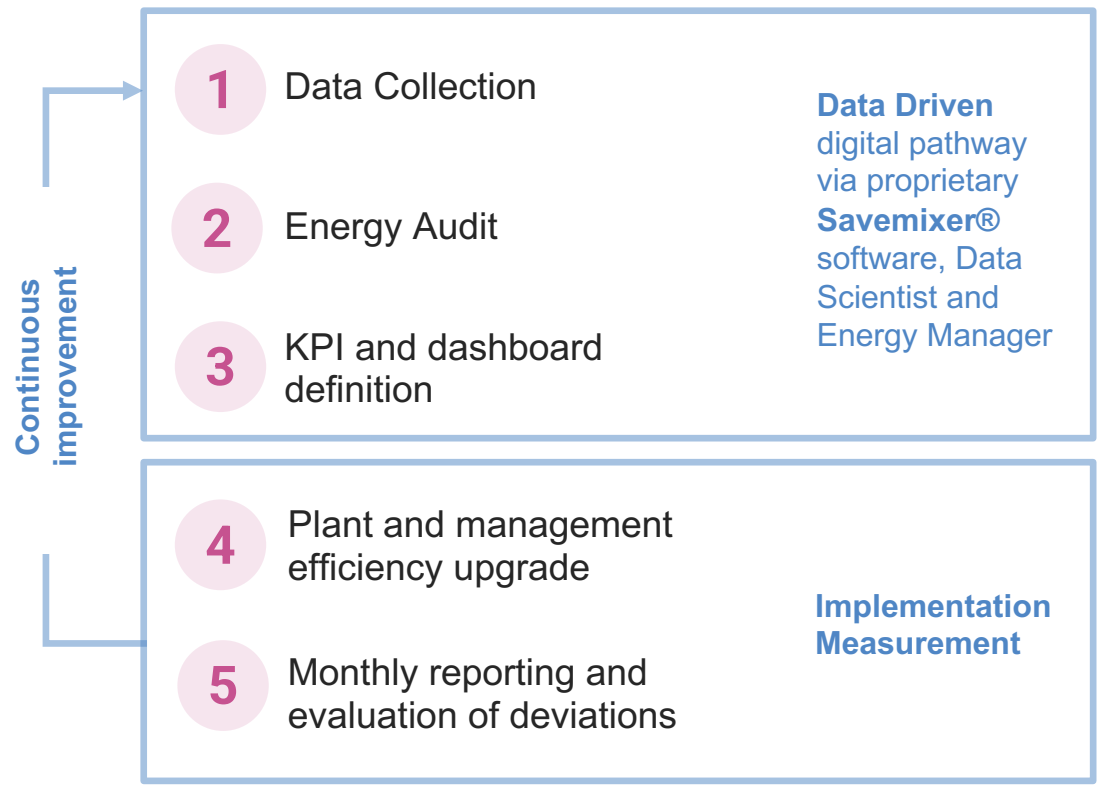 1
Data Collection
2
Energy Audit
3
KPI and dashboard
definition
Data Driven
digital pathway
via proprietary
Savemixer®
software, Data
Scientist and
Energy Manager
Continuous
improvement
4
Plant and management
efficiency upgrade
5
Monthly reporting and
evaluation of deviations
Implementation
Measurement